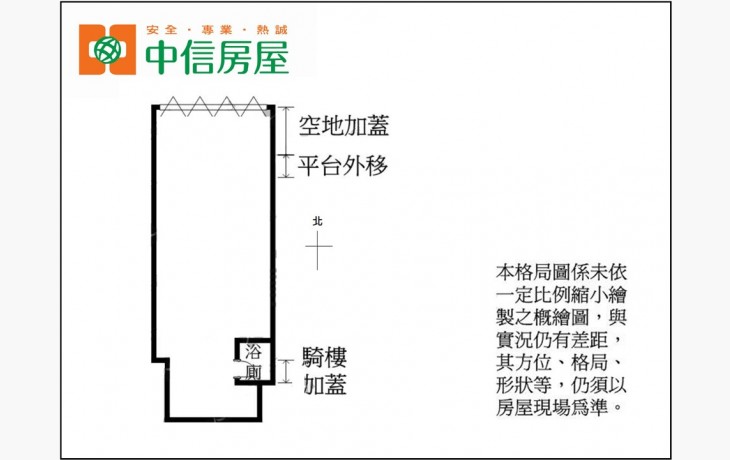 安全・專業・熱誠
中信房屋
空地加蓋
平台外移
北
本格局圖係未依
一定比例縮小繪
製之概繪圖，與
實況仍有差距，
其方位、格局、
形狀等，仍須以
房屋現場為準。
浴
廁
騎樓
加蓋